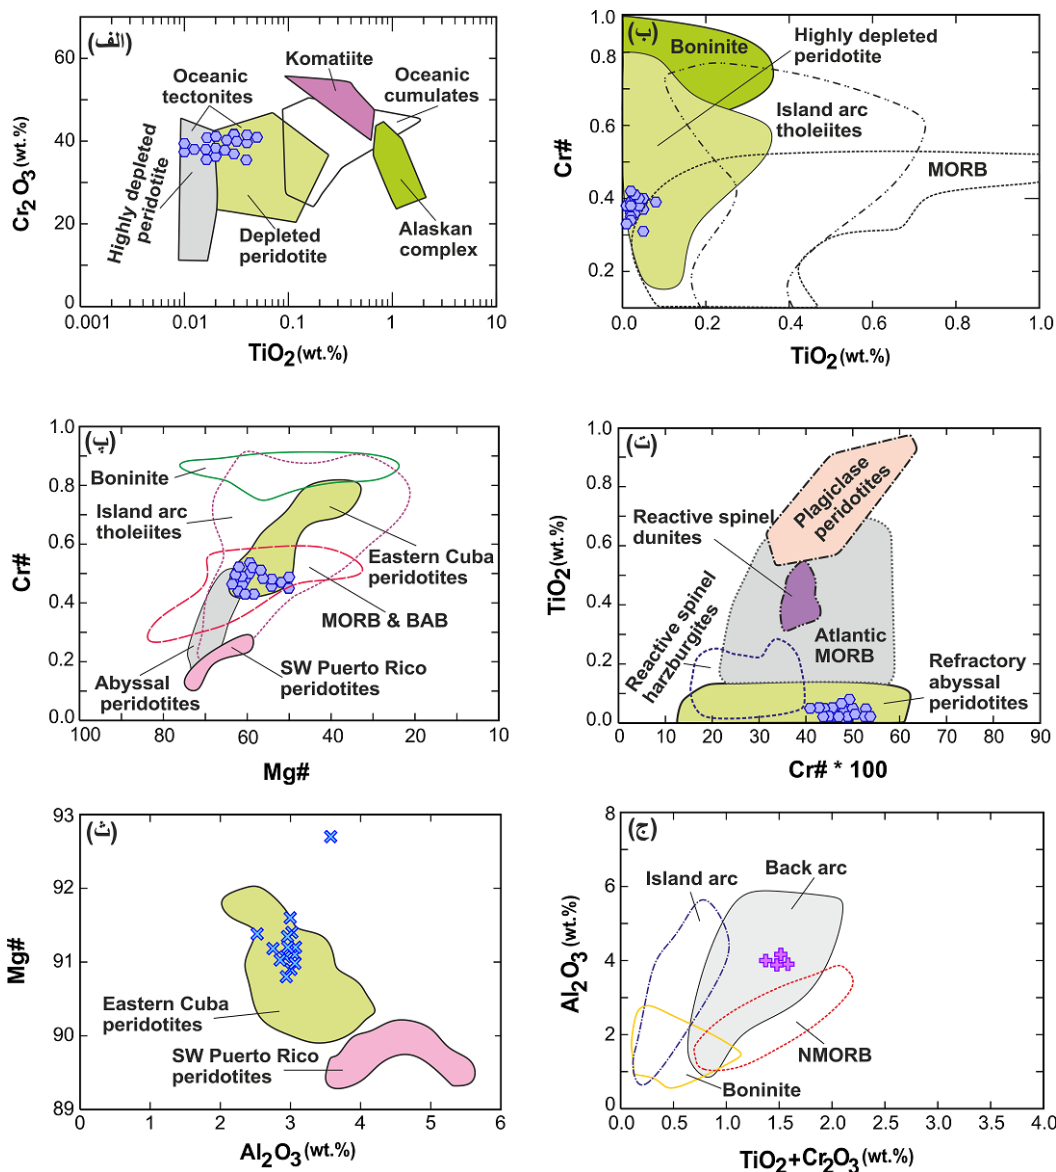 (الف)
Cr2O3 (wt.%)
60
40
20
0
0.001
0.01
0.1
1
10
TiO2 (wt.%)
Oceanic
tectonites
Komatiite
Oceanic
cumulates
Highly depleted
peridotite
Depleted
peridotite
Alaskan
complex
(ب)
Cr#
1.0
0.8
0.6
0.4
0.2
0.0
0.2
0.4
0.6
0.8
1.0
TiO2 (wt.%)
Boninite
Highly depleted
peridotite
Island arc
tholeiites
MORB
(پ)
Cr#
1.0
0.8
0.6
0.4
0.2
0.0
100
80
60
40
20
10
Mg#
Boninite
Island arc
tholeiites
Eastern Cuba
peridotites
MORB & BAB
Abyssal
peridotites
SW Puerto Rico
peridotites
(ت)
TiO2 (wt.%)
1.0
0.8
0.6
0.4
0.2
0.0
0
10
20
30
40
50
60
70
80
90
Cr# * 100
Plagiclase
peridotites
Reactive spinel
dunites
Reactive spinel
harzburgites
Atlantic
MORB
Refractory
abyssal
peridotites
(ث)
Mg#
93
92
91
90
89
0
1
2
3
4
5
6
Al2O3 (wt.%)
Eastern Cuba
peridotites
SW Puerto Rico
peridotites
(ج)
Al2O3 (wt.%)
8
6
4
2
0
0
0.5
1.0
1.5
2.0
2.5
3.0
3.5
4.0
TiO2+Cr2O3 (wt.%)
Island arc
Back arc
NMORB
Boninite